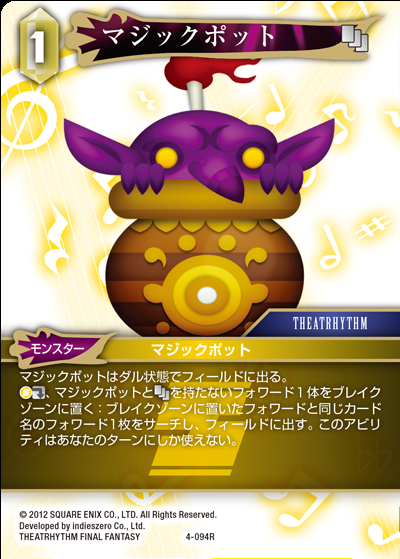 1
マジックポット
THEATRHYTHM
モンスター
マジックポット
マジックポットはダル状態でフィールドに出る。
、マジックポットと を持たないフォワード1体をブレイク
ゾーンに置く：ブレイクゾーンに置いたフォワードと同じカード
名のフォワード1枚をサーチし、フィールドに出す。このアビリ
ティはあなたのターンにしか使えない。
© 2012 SQUARE ENIX CO., LTD. All Rights Reserved.
Developed by indieszero Co., Ltd.
THEATRHYTHM FINAL FANTASY
4-094R